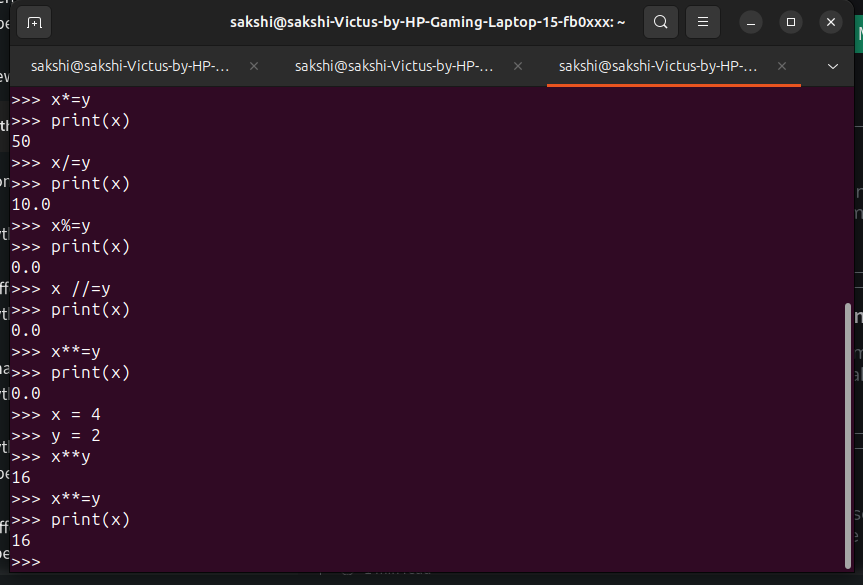 sakshi@sakshi-Victus-by-HP-Gaming-Laptop-15-fb0xxx: ~
sakshi@sakshi-Victus-by-HP-... sakshi@sakshi-Victus-by-HP-... sakshi@sakshi-Victus-by-HP-...
>>> x*=y
>>> print(x)
50
>>> x/=y
>>> print(x)
10.0
>>> x%=y
>>> print(x)
0.0
>>> x //=y
>>> print(x)
0.0
>>> x**=y
>>> print(x)
0.0
>>> x = 4
>>> y = 2
>>> x**y
16
>>> x**=y
>>> print(x)
16
>>>